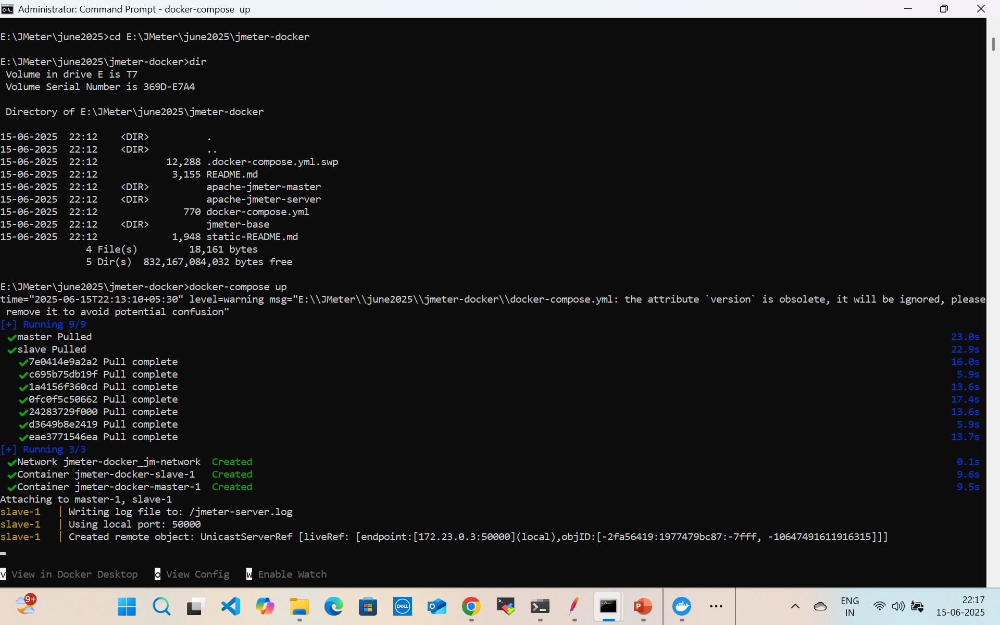 Administrator: Command Prompt - docker-compose  up
E:\JMeter\june2025>cd E:\JMeter\june2025\jmeter-docker
E:\JMeter\june2025\jmeter-docker>dir
 Volume in drive E is T7
 Volume Serial Number is 369D-E7A4
 Directory of E:\JMeter\june2025\jmeter-docker
15-06-2025  22:12    <DIR>          .
15-06-2025  22:12    <DIR>          ..
15-06-2025  22:12            12,288 .docker-compose.yml.swp
15-06-2025  22:12             3,155 README.md
15-06-2025  22:12    <DIR>          apache-jmeter-master
15-06-2025  22:12    <DIR>          apache-jmeter-server
15-06-2025  22:12               770 docker-compose.yml
15-06-2025  22:12    <DIR>          jmeter-base
15-06-2025  22:12             1,948 static-README.md
               4 File(s)         18,161 bytes
               5 Dir(s)  832,167,084,032 bytes free
E:\JMeter\june2025\jmeter-docker>docker-compose up
time="2025-06-15T22:13:10+05:30" level=warning msg="E:\\JMeter\\june2025\\jmeter-docker\\docker-compose.yml: the attribute `version` is obsolete, it will be ignored, please
 remove it to avoid potential confusion"
[+] Running 9/9
 ✔master Pulled 23.0s
 ✔slave Pulled 22.9s
   ✔7e0414e9a2a2 Pull complete 16.0s
   ✔c695b75db19f Pull complete 5.9s
   ✔1a4156f360cd Pull complete 13.6s
   ✔0fc0f5c50662 Pull complete 17.4s
   ✔24283729f000 Pull complete 13.6s
   ✔d3649b8e2419 Pull complete 5.9s
   ✔eae3771546ea Pull complete 13.7s
[+] Running 3/3
 ✔Network jmeter-docker_jm-network  Created 0.1s
 ✔Container jmeter-docker-slave-1   Created 9.6s
 ✔Container jmeter-docker-master-1  Created 9.5s
Attaching to master-1, slave-1
slave-1   | Writing log file to: /jmeter-server.log
slave-1   | Using local port: 50000
slave-1   | Created remote object: UnicastServerRef [liveRef: [endpoint:[172.23.0.3:50000](local),objID:[-2fa56419:1977479bc87:-7fff, -10647491611916315]]]
v View in Docker Desktop   o View Config   w Enable Watch
9+
DELL
ENG
IN
22:17
15-06-2025